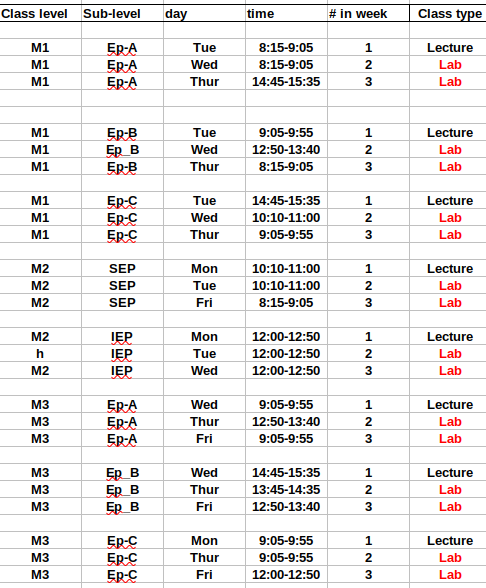 Class level Sub-level day time # in week Class type
M1 Ep-A Tue 8:15-9:05 1 Lecture
M1 Ep-A Wed 8:15-9:05 2 Lab
M1 Ep-A Thur 14:45-15:35 3 Lab
M1 Ep-B Tue 9:05-9:55 1 Lecture
M1 Ep_B Wed 12:50-13:40 2 Lab
M1 Ep-B Thur 8:15-9:05 3 Lab
M1 Ep-C Tue 14:45-15:35 1 Lecture
M1 Ep-C Wed 10:10-11:00 2 Lab
M1 Ep-C Thur 9:05-9:55 3 Lab
M2 SEP Mon 10:10-11:00 1 Lecture
M2 SEP Tue 10:10-11:00 2 Lab
M2 SEP Fri 8:15-9:05 3 Lab
M2 IEP Mon 12:00-12:50 1 Lecture
h IEP Tue 12:00-12:50 2 Lab
M2 IEP Wed 12:00-12:50 3 Lab
M3 Ep-A Wed 9:05-9:55 1 Lecture
M3 Ep-A Thur 12:50-13:40 2 Lab
M3 Ep-A Fri 9:05-9:55 3 Lab
M3 Ep_B Wed 14:45-15:35 1 Lecture
M3 Ep_B Thur 13:45-14:35 2 Lab
M3 Ep_B Fri 12:50-13:40 3 Lab
M3 Ep-C Mon 9:05-9:55 1 Lecture
M3 Ep-C Thur 9:05-9:55 2 Lab
M3 Ep-C Fri 12:00-12:50 3 Lab